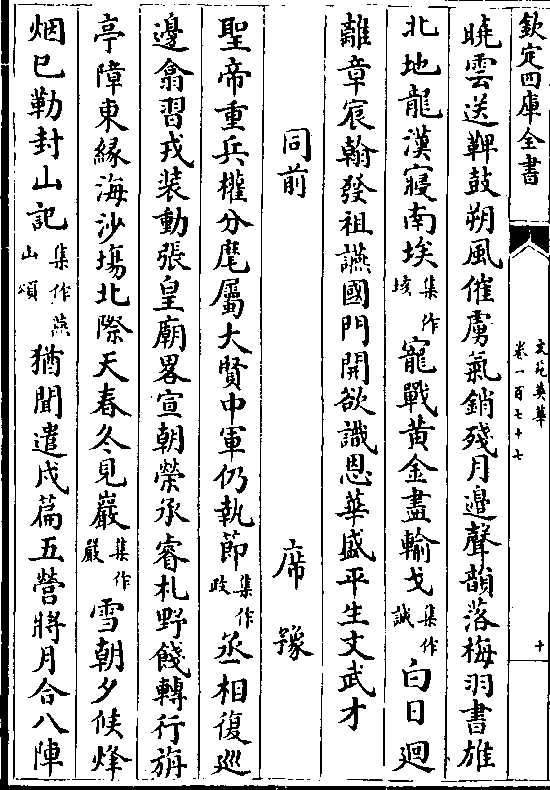 欽定四庫全書
文苑英華
卷一百七十七
十
曉雲送鞞鼓朔風催虜氣銷殘月邉聲韻落梅羽書雄
北地龍漢寢南埃集作垓寵戰黄金盡輸戈集作誠白日迴
離章宸翰發祖讌國門開欲識恩華盛平生文武才
同前
席豫
聖帝重兵權分麾屬大賢中軍仍執節集作政丞相復廵
邊翕習戎装動張皇廟畧宣朝榮承睿札野餞轉行旃
亭障東縁海沙塲北際天春冬見巖集作嚴雪朝夕候烽
烟已勒封山記集作燕山頌猶聞遣戍篇五營將月合八陣